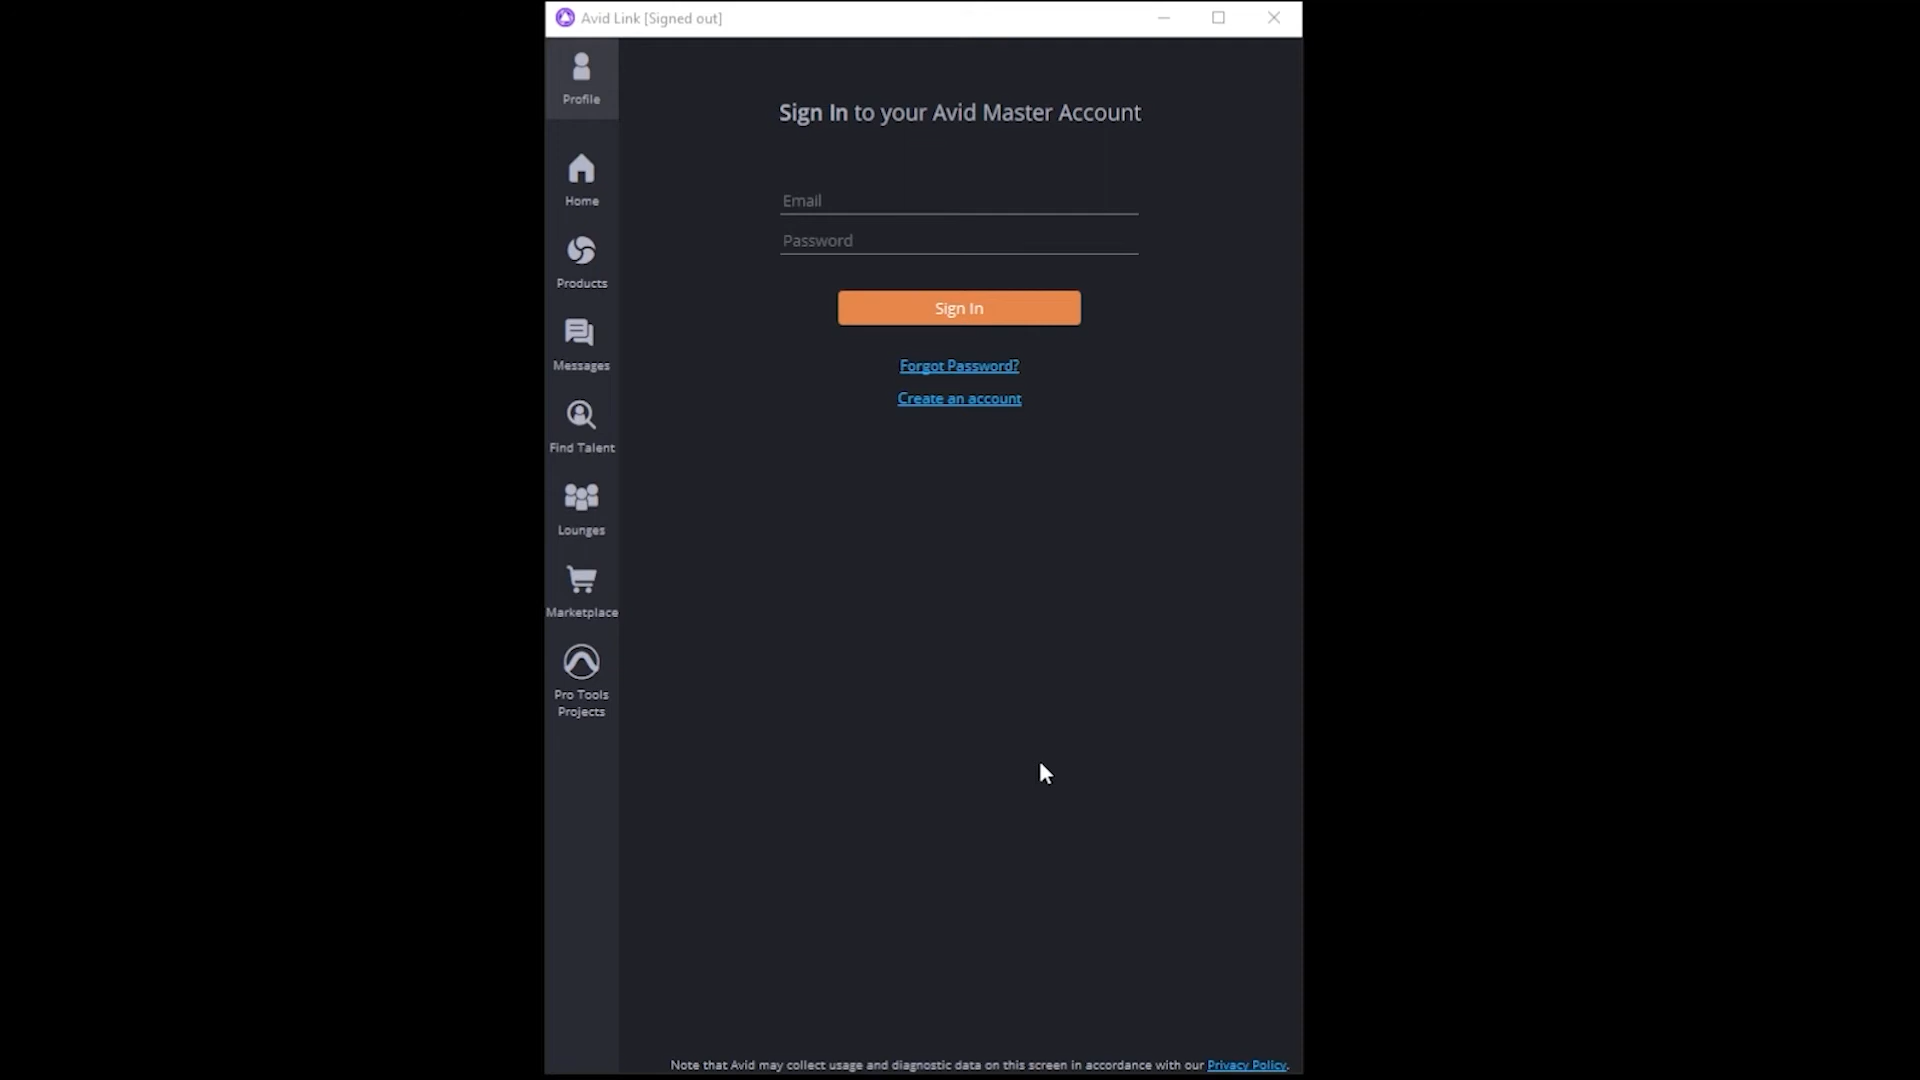 Avid Link [Signed out]
Profile
Home
Products
Messages
Find Talent
Lounges
Marketplace
Pro Tools
Projects
Sign In to your Avid Master Account
Email
Password
Sign In
Forgot Password?
Create an account
Note that Avid may collect usage and diagnostic data on this screen in accordance with our Privacy Policy.